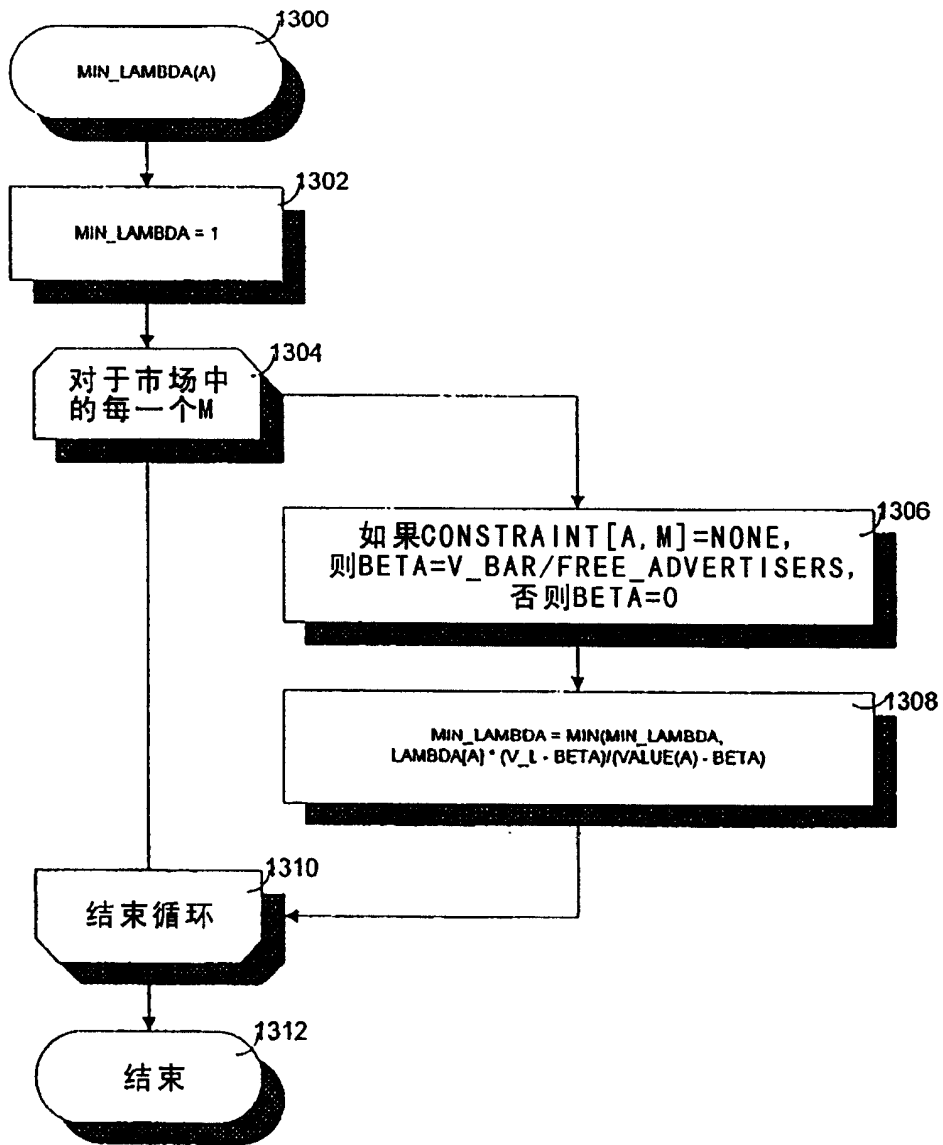 1300
MIN_LAMBDA(A)
1302
MIN_LAMBDA = 1
1304
对于市场中
的每一个M
1306
如果CONSTRAINT[A, M]=NONE,
则BETA=V_BAR/FREE_ADVERTISERS,
否则BETA=0
1308
MIN_LAMBDA = MIN(MIN_LAMBDA,
LAMBDA[A] * (V_L - BETA)/(VALUE(A) - BETA)
1310
结束循环
1312
结束